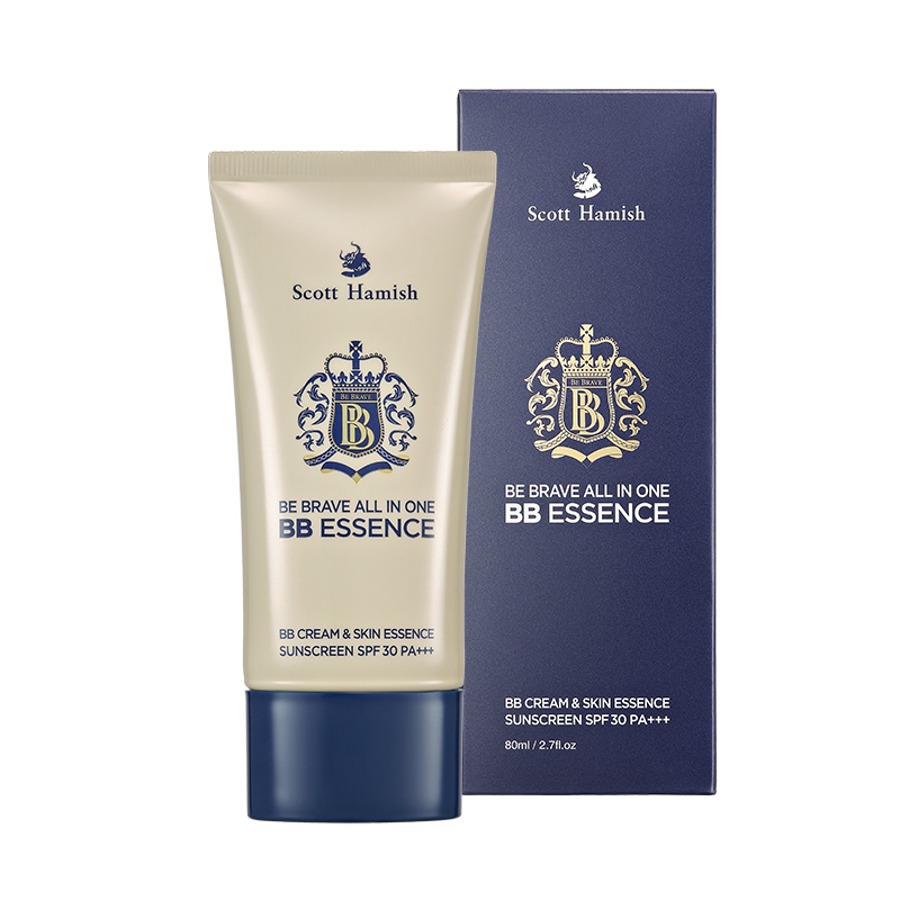 Scott Hamish
BE BRAVE
BB
BE BRAVE ALL IN ONE
BB ESSENCE
BB CREAM & SKIN ESSENCE
SUNSCREEN SPF 30 PA+++
Scott Hamish
BE BRAVE
BB
BE BRAVE ALL IN ONE
BB ESSENCE
BB CREAM & SKIN ESSENCE
SUNSCREEN SPF 30 PA+++
80ml / 2.7fl.oz